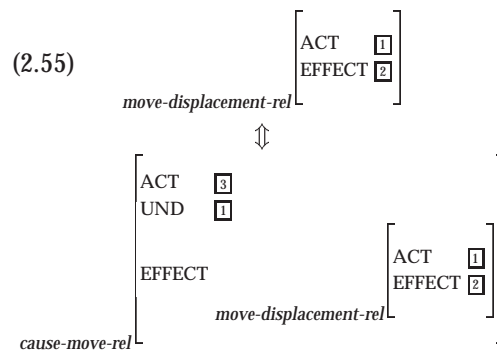 ACT 1
(2.55)
EFFECT 2
move-displacement-rel
⇕
ACT 3
UND 1
ACT 1
EFFECT
EFFECT 2
move-displacement-rel
cause-move-rel